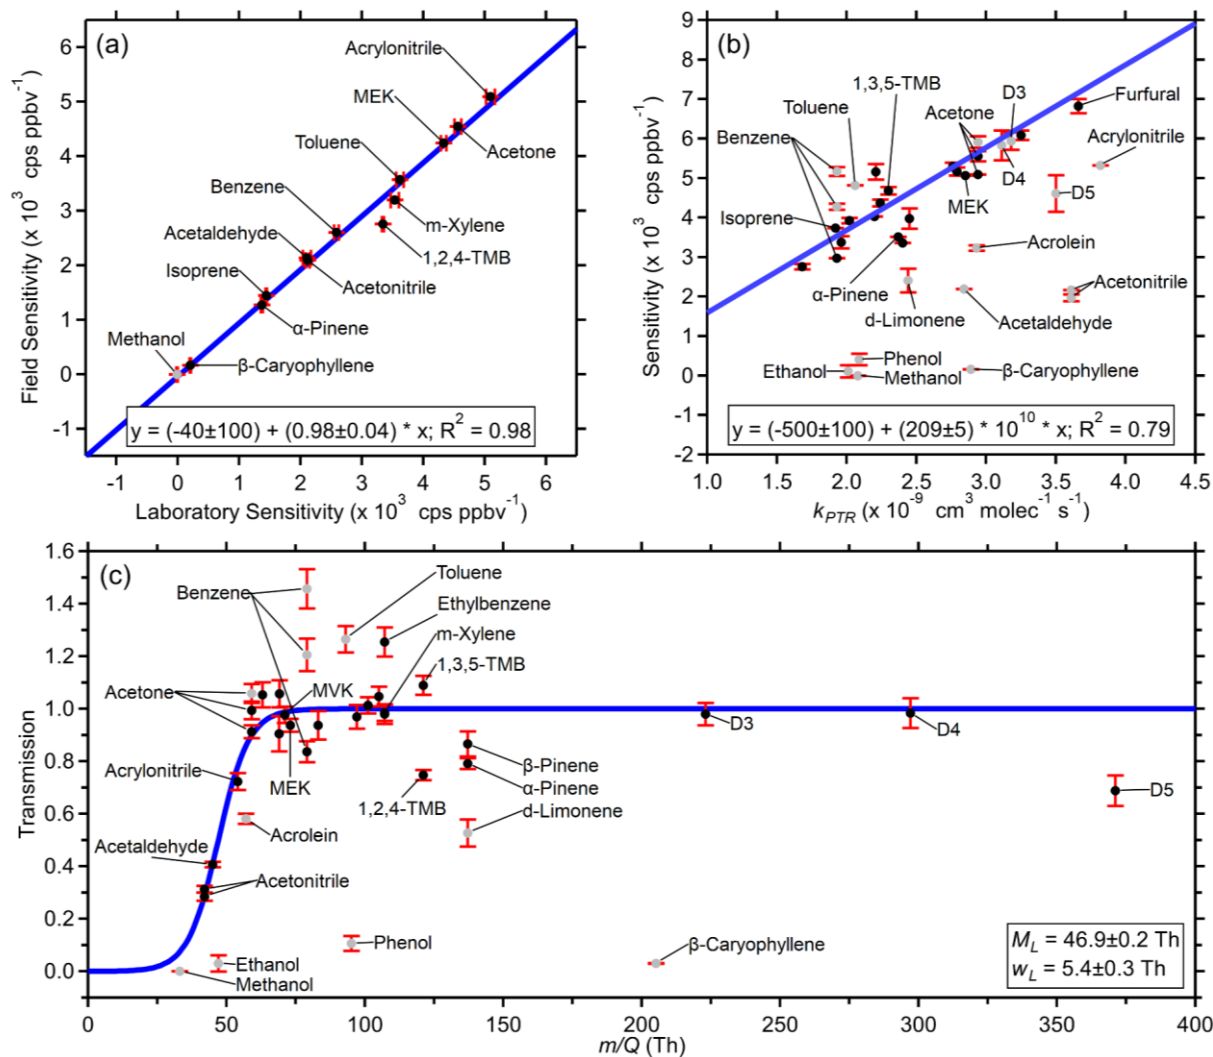 (a)
Field Sensitivity (x 10³ cps ppbv⁻¹)
6
5
4
3
2
1
0
-1
Acrylonitrile
MEK
Acetone
Toluene
Benzene
m-Xylene
Acetaldehyde
1,2,4-TMB
Isoprene
Acetonitrile
α-Pinene
Methanol
β-Caryophyllene
y = (-40±100) + (0.98±0.04) * x; R² = 0.98
-1 0 1 2 3 4 5 6
Laboratory Sensitivity (x 10³ cps ppbv⁻¹)
(b)
Sensitivity (x 10³ cps ppbv⁻¹)
9
8
7
6
5
4
3
2
1
0
-1
-2
1,3,5-TMB
D3
Toluene
Acetone
Furfural
Benzene
Acrylonitrile
D4
D5
MEK
Isoprene
Acrolein
α-Pinene
Acetonitrile
d-Limonene
Acetaldehyde
Phenol
Ethanol
Methanol
β-Caryophyllene
y = (-500±100) + (209±5) * 10¹⁰ * x; R² = 0.79
1.0 1.5 2.0 2.5 3.0 3.5 4.0 4.5
k_PTR (x 10⁻⁹ cm³ molec⁻¹ s⁻¹)
(c)
Transmission
1.6
1.4
1.2
1.0
0.8
0.6
0.4
0.2
0.0
Toluene
Benzene
Ethylbenzene
m-Xylene
1,3,5-TMB
Acetone
MVK
D3
D4
β-Pinene
Acrylonitrile
MEK
α-Pinene
D5
1,2,4-TMB
d-Limonene
Acrolein
Acetaldehyde
Acetonitrile
Phenol
β-Caryophyllene
Ethanol
Methanol
M_L = 46.9±0.2 Th
w_L = 5.4±0.3 Th
0 50 100 150 200 250 300 350 400
m/Q (Th)